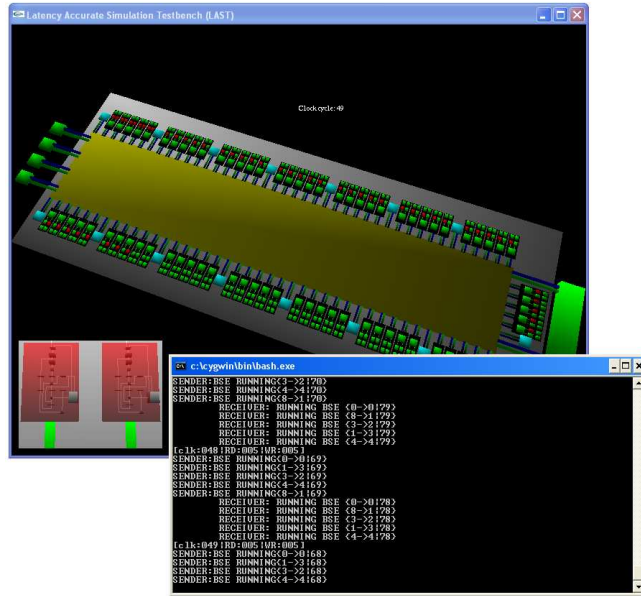 Latency Accurate Simulation Testbench (LAST)
Clock cycle: 49
c:\cygwin\bin\bash.exe
SENDER:BSE RUNNING(3->2|70)
SENDER:BSE RUNNING(4->4|70)
SENDER:BSE RUNNING(8->1|70)
RECEIVER: RUNNING BSE (0->0|79)
RECEIVER: RUNNING BSE (8->1|79)
RECEIVER: RUNNING BSE (3->2|79)
RECEIVER: RUNNING BSE (1->3|79)
RECEIVER: RUNNING BSE (4->4|79)
[clk:048|RD:005|WR:005]
SENDER:BSE RUNNING(0->0|69)
SENDER:BSE RUNNING(1->3|69)
SENDER:BSE RUNNING(3->2|69)
SENDER:BSE RUNNING(4->4|69)
SENDER:BSE RUNNING(8->1|69)
RECEIVER: RUNNING BSE (0->0|78)
RECEIVER: RUNNING BSE (8->1|78)
RECEIVER: RUNNING BSE (3->2|78)
RECEIVER: RUNNING BSE (1->3|78)
RECEIVER: RUNNING BSE (4->4|78)
[clk:049|RD:005|WR:005]
SENDER:BSE RUNNING(0->0|68)
SENDER:BSE RUNNING(1->3|68)
SENDER:BSE RUNNING(3->2|68)
SENDER:BSE RUNNING(4->4|68)